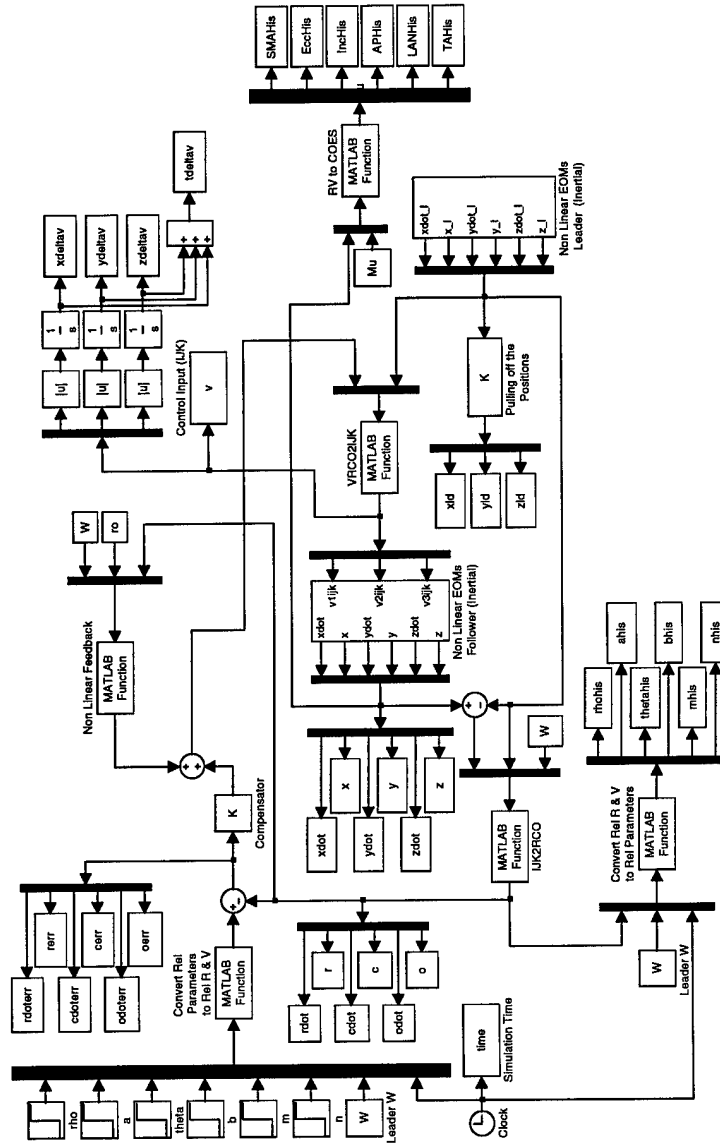 rho
a
theta
b
m
n
W
Leader W
Clock
time
Simulation Time
Convert Rel
Parameters
to Rel R & V
MATLAB
Function
+
-
rdoterr
rerr
cdoterr
cerr
odoterr
oerr
K
Compensator
+
+
Non Linear Feedback
MATLAB
Function
W
ro
rdot
r
cdot
c
odot
o
MATLAB
Function
IJK2RCO
W
+
-
xdot
x
ydot
y
zdot
z
Non Linear EOMs
Follower (Inertial)
xdot
x
ydot
y
zdot
z
v1ijk
v2ijk
v3ijk
VRCO2IJK
MATLAB
Function
Control Input (IJK)
v
|u|
|u|
|u|
1
s
1
s
1
s
xdeltav
ydeltav
zdeltav
+
+
+
tdeltav
xld
yld
zld
K
Pulling off the
Positions
xdot_l
x_l
ydot_l
y_l
zdot_l
z_l
Non Linear EOMs
Leader (Inertial)
Mu
RV to COES
MATLAB
Function
SMAHis
EccHis
IncHis
APHis
LANHis
TAHis
W
Leader W
Convert Rel R & V
to Rel Parameters
MATLAB
Function
rhohis
ahis
thetahis
bhis
mhis
nhis